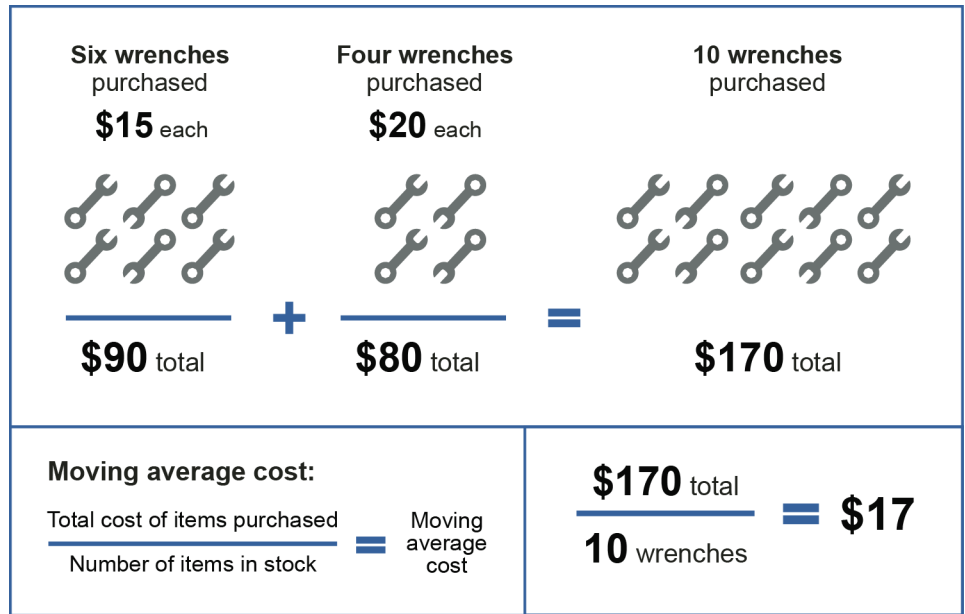 Six wrenches
purchased
$15 each
$90 total
+
Four wrenches
purchased
$20 each
$80 total
=
10 wrenches
purchased
$170 total
Moving average cost:
Total cost of items purchased
Number of items in stock
=
Moving
average
cost
$170 total
10 wrenches
=
$17